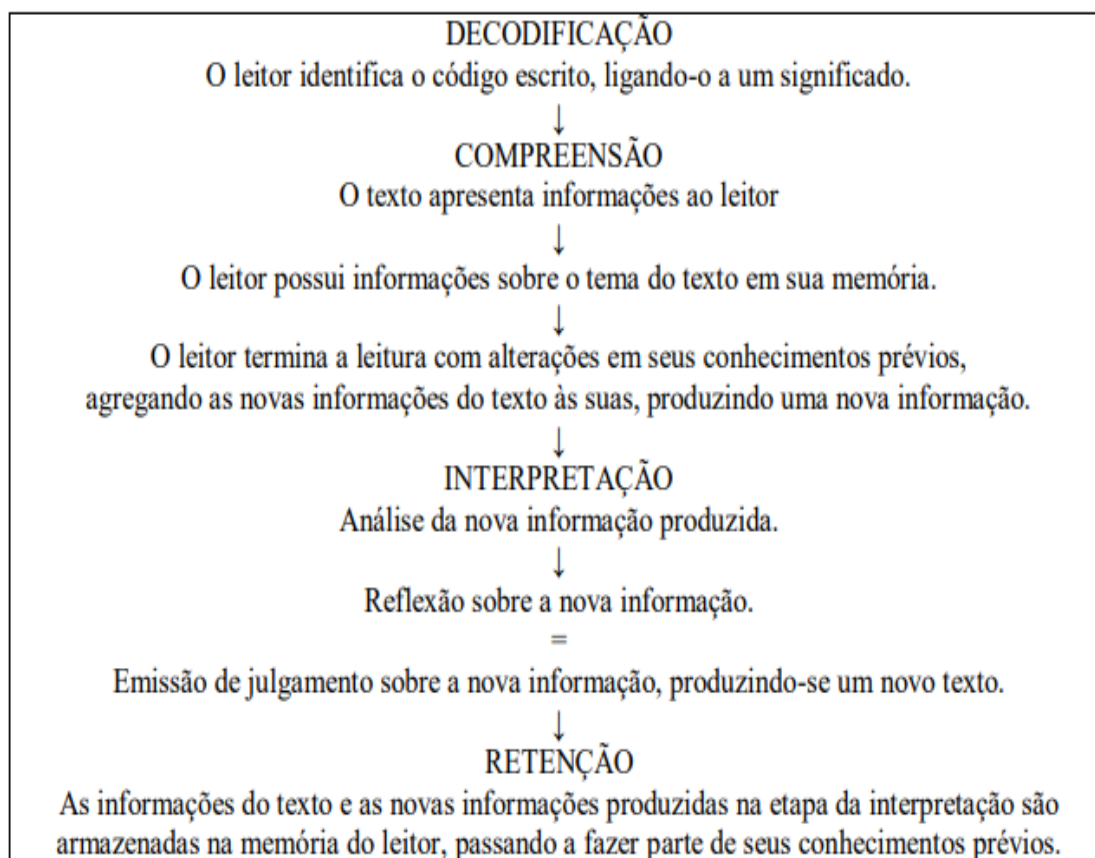 DECODIFICAÇÃO
O leitor identifica o código escrito, ligando-o a um significado.
↓
COMPREENSÃO
O texto apresenta informações ao leitor
↓
O leitor possui informações sobre o tema do texto em sua memória.
↓
O leitor termina a leitura com alterações em seus conhecimentos prévios,
agregando as novas informações do texto às suas, produzindo uma nova informação.
↓
INTERPRETAÇÃO
Análise da nova informação produzida.
↓
Reflexão sobre a nova informação.
=
Emissão de julgamento sobre a nova informação, produzindo-se um novo texto.
↓
RETENÇÃO
As informações do texto e as novas informações produzidas na etapa da interpretação são
armazenadas na memória do leitor, passando a fazer parte de seus conhecimentos prévios.